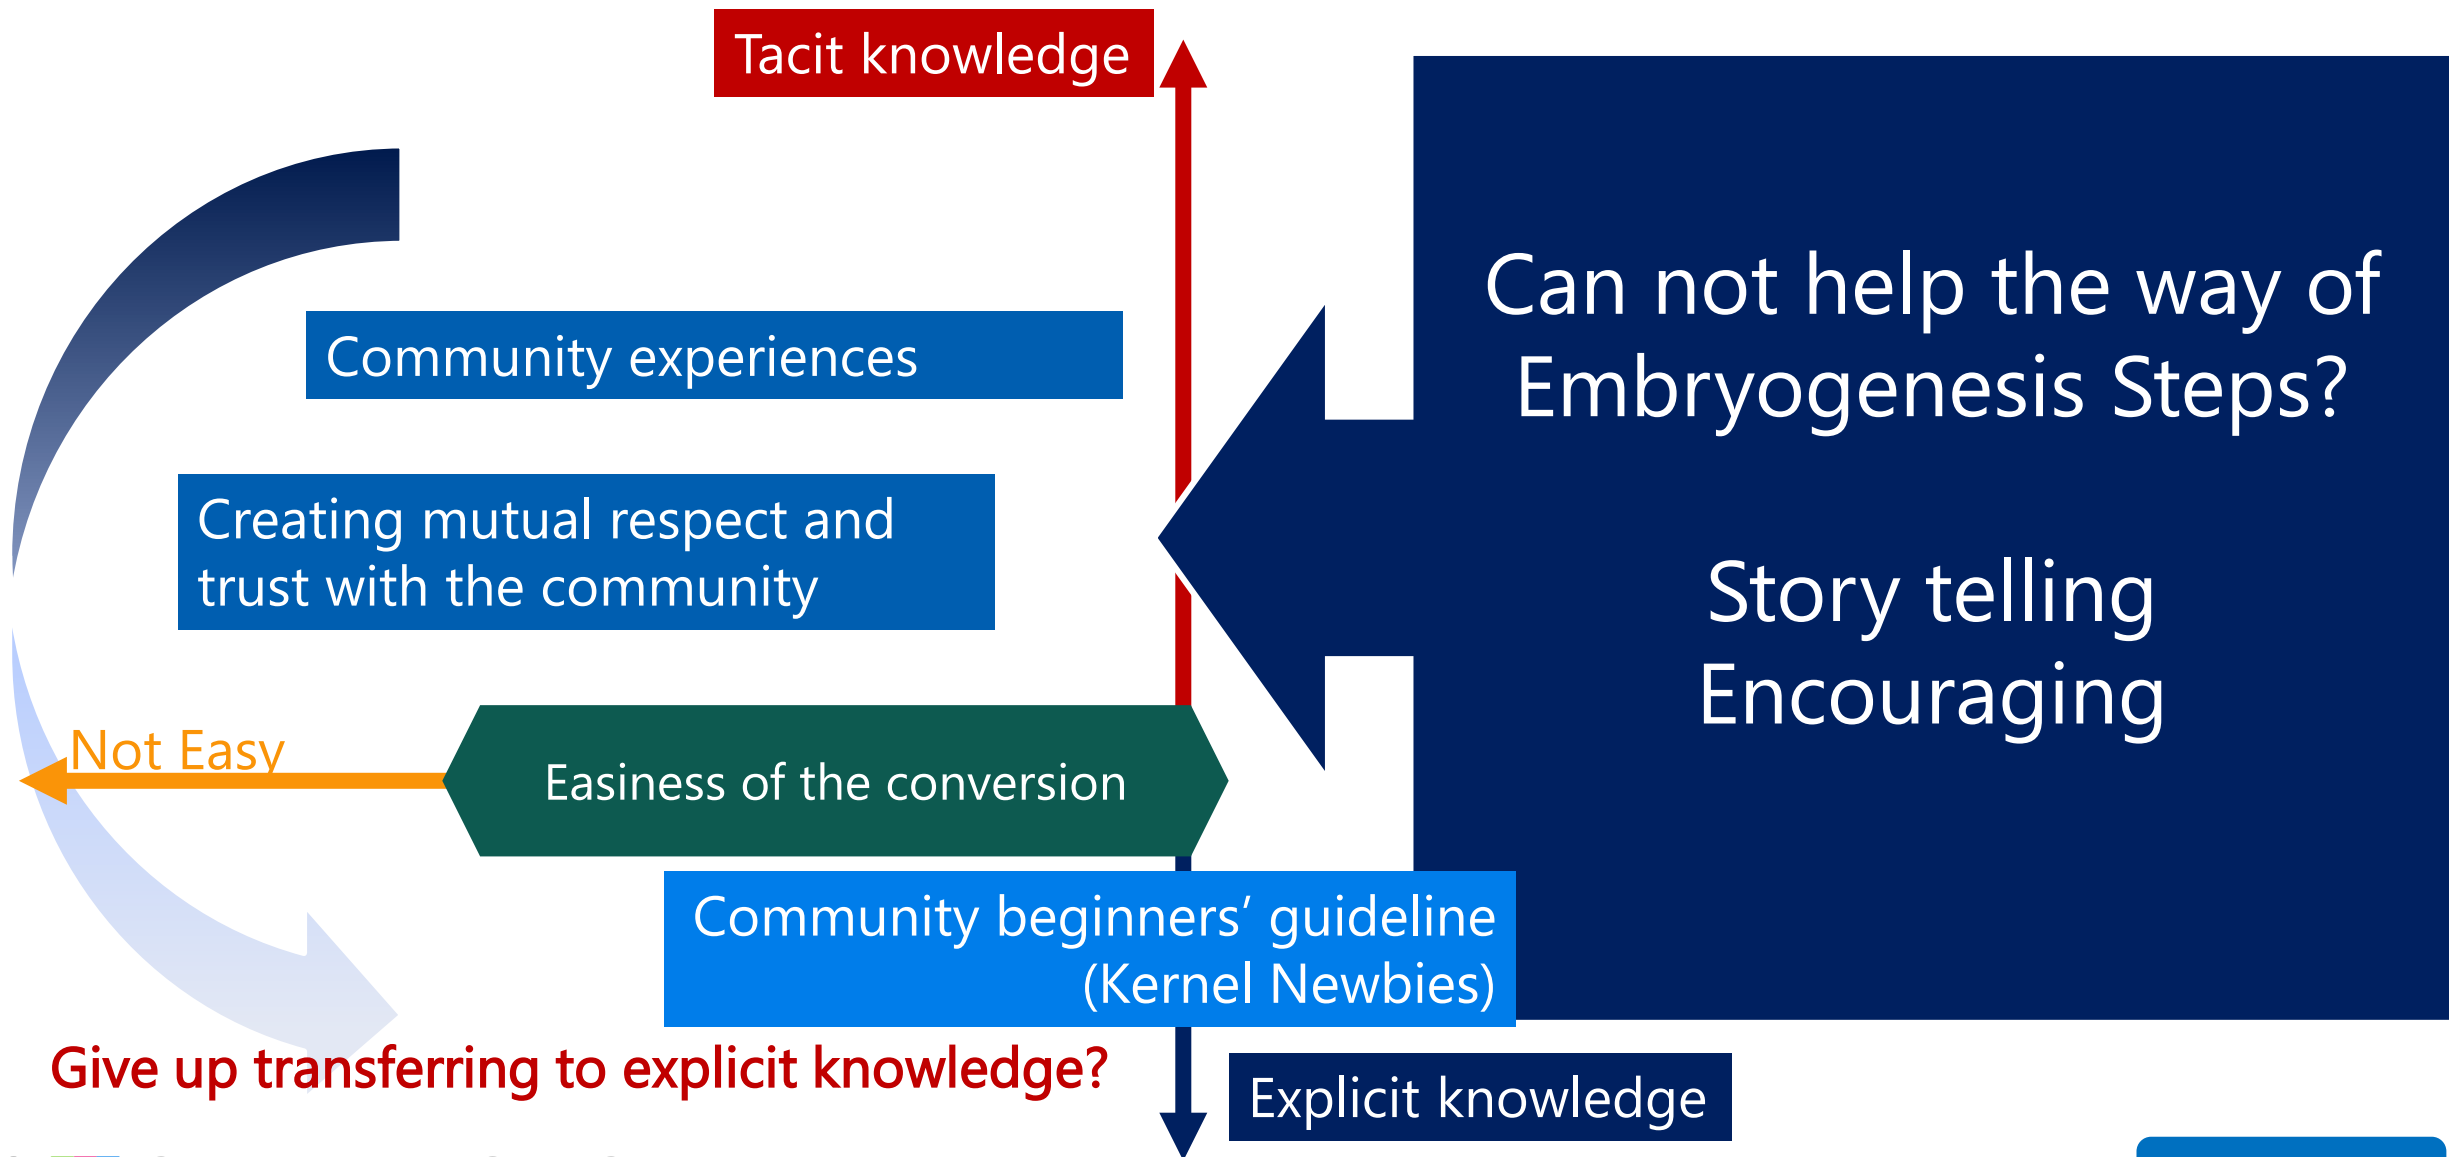 Tacit knowledge
Can not help the way of
Embryogenesis Steps?
Story telling
Encouraging
Community experiences
Creating mutual respect and
trust with the community
Not Easy
Easiness of the conversion
Community beginners’ guideline
(Kernel Newbies)
Give up transferring to explicit knowledge?
Explicit knowledge